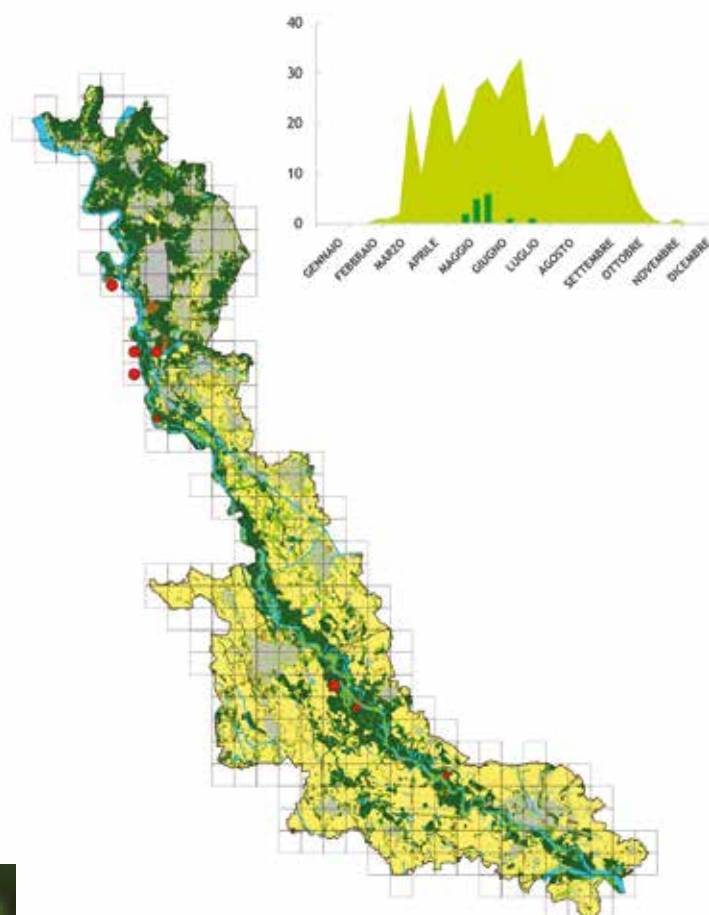 40
30
20
10
0
GENNAIO
FEBBRAIO
MARZO
APRILE
MAGGIO
GIUGNO
LUGLIO
AGOSTO
SETTEMBRE
OTTOBRE
NOVEMBRE
DICEMBRE